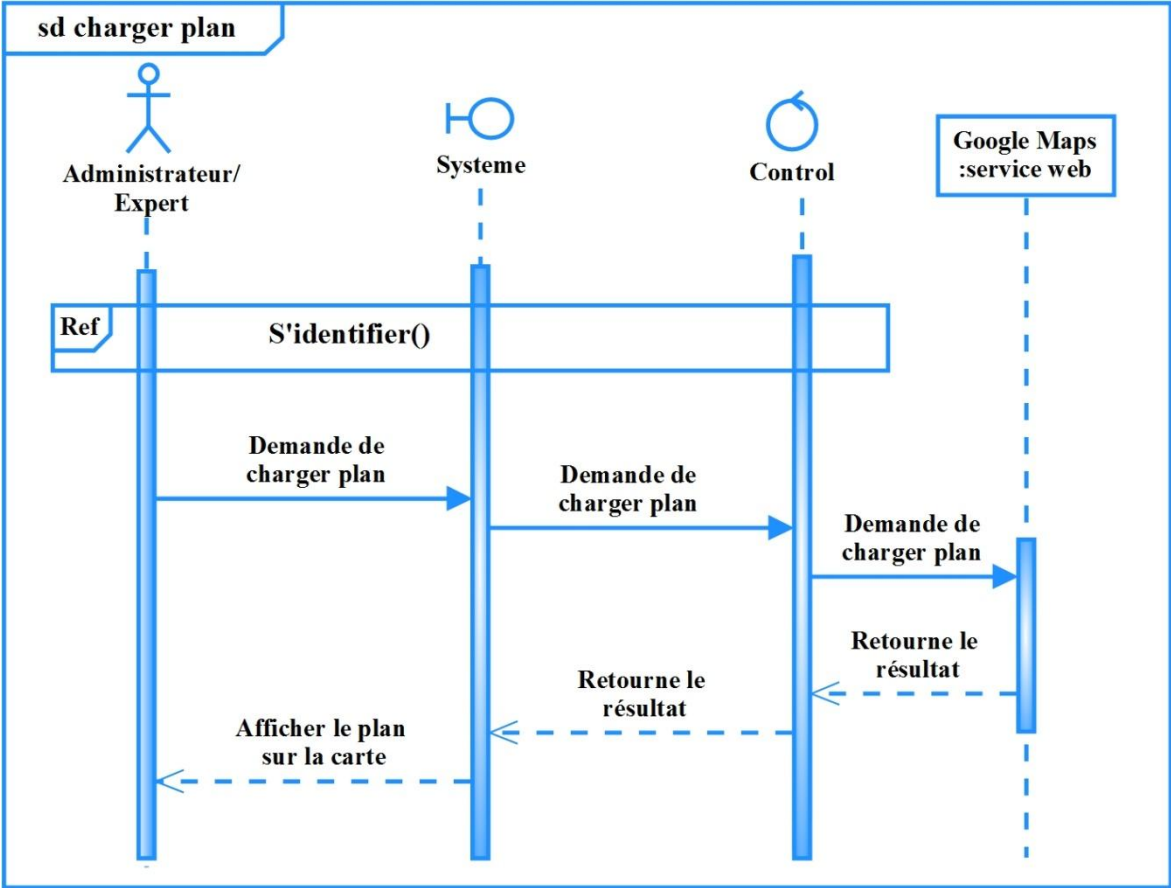 sd charger plan
Administrateur/
Expert
Systeme
Control
Google Maps
:service web
Ref
S'identifier()
Demande de
charger plan
Demande de
charger plan
Demande de
charger plan
Retourne le
résultat
Retourne le
résultat
Afficher le plan
sur la carte